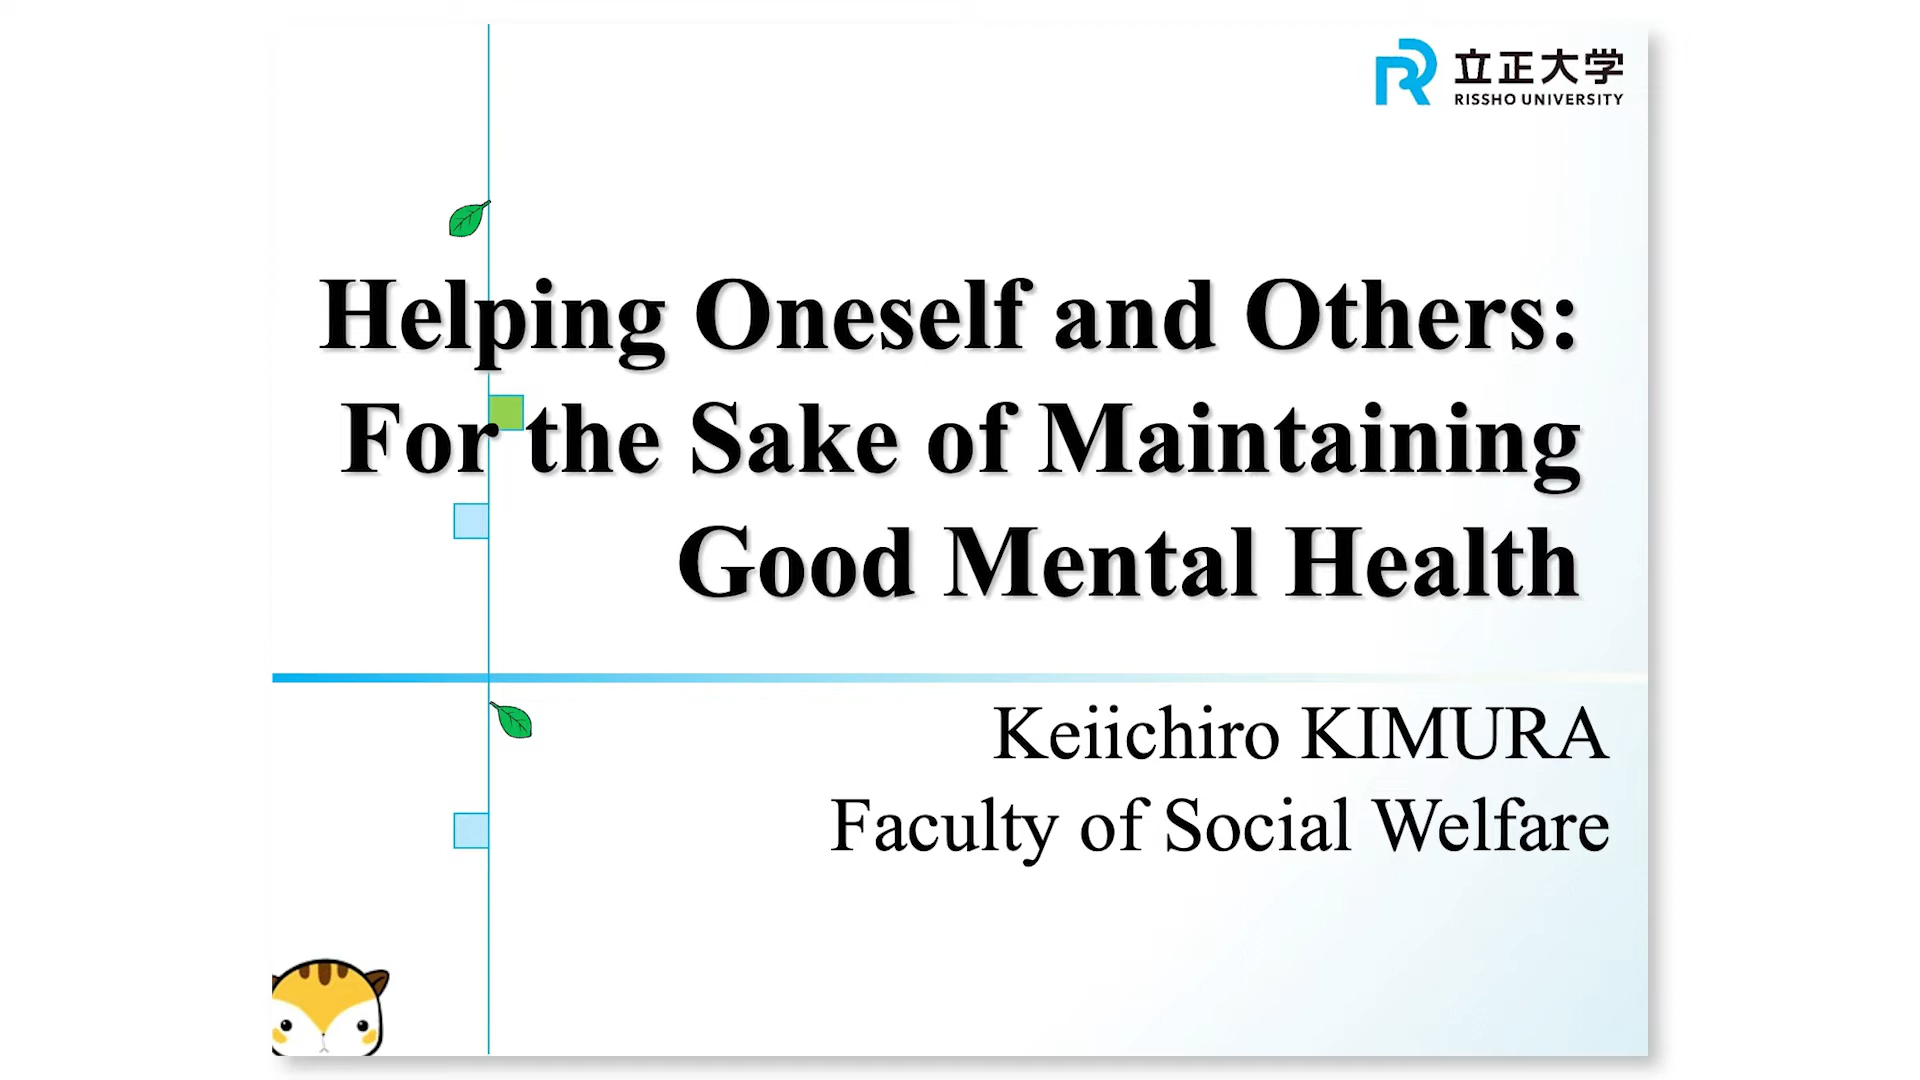 立正大学
RISSHO UNIVERSITY
Helping Oneself and Others:
For the Sake of Maintaining
Good Mental Health
Keiichiro KIMURA
Faculty of Social Welfare